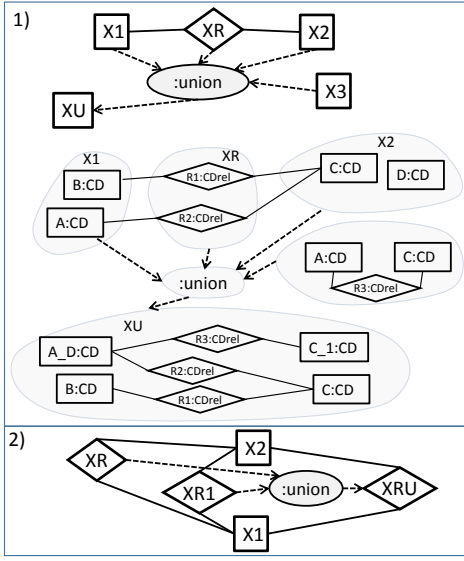 1)
X1 XR X2
:union
XU X3
X1 XR X2
B:CD R1:CDrel C:CD D:CD
A:CD R2:CDrel
A:CD C:CD
:union R3:CDrel
XU
A_D:CD R3:CDrel C_1:CD
R2:CDrel
B:CD R1:CDrel C:CD
2)
XR X2
XR1 :union XRU
X1